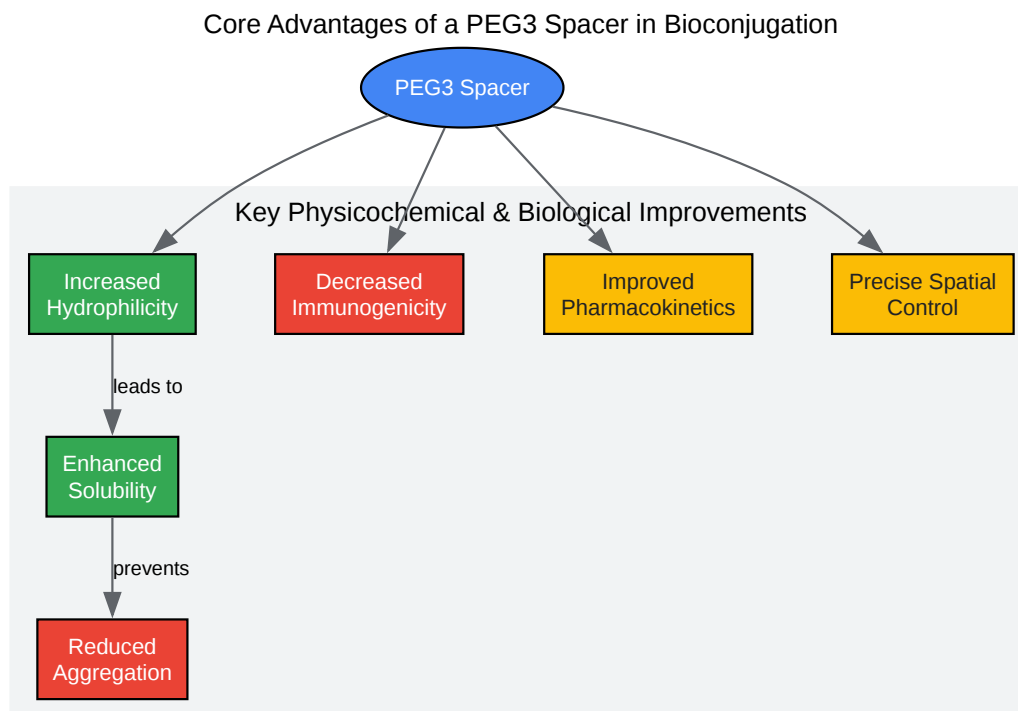 Core Advantages of a PEG3 Spacer in Bioconjugation
PEG3 Spacer
Key Physicochemical & Biological Improvements
Increased
Hydrophilicity
Decreased
Immunogenicity
Improved
Pharmacokinetics
Precise Spatial
Control
leads to
Enhanced
Solubility
prevents
Reduced
Aggregation